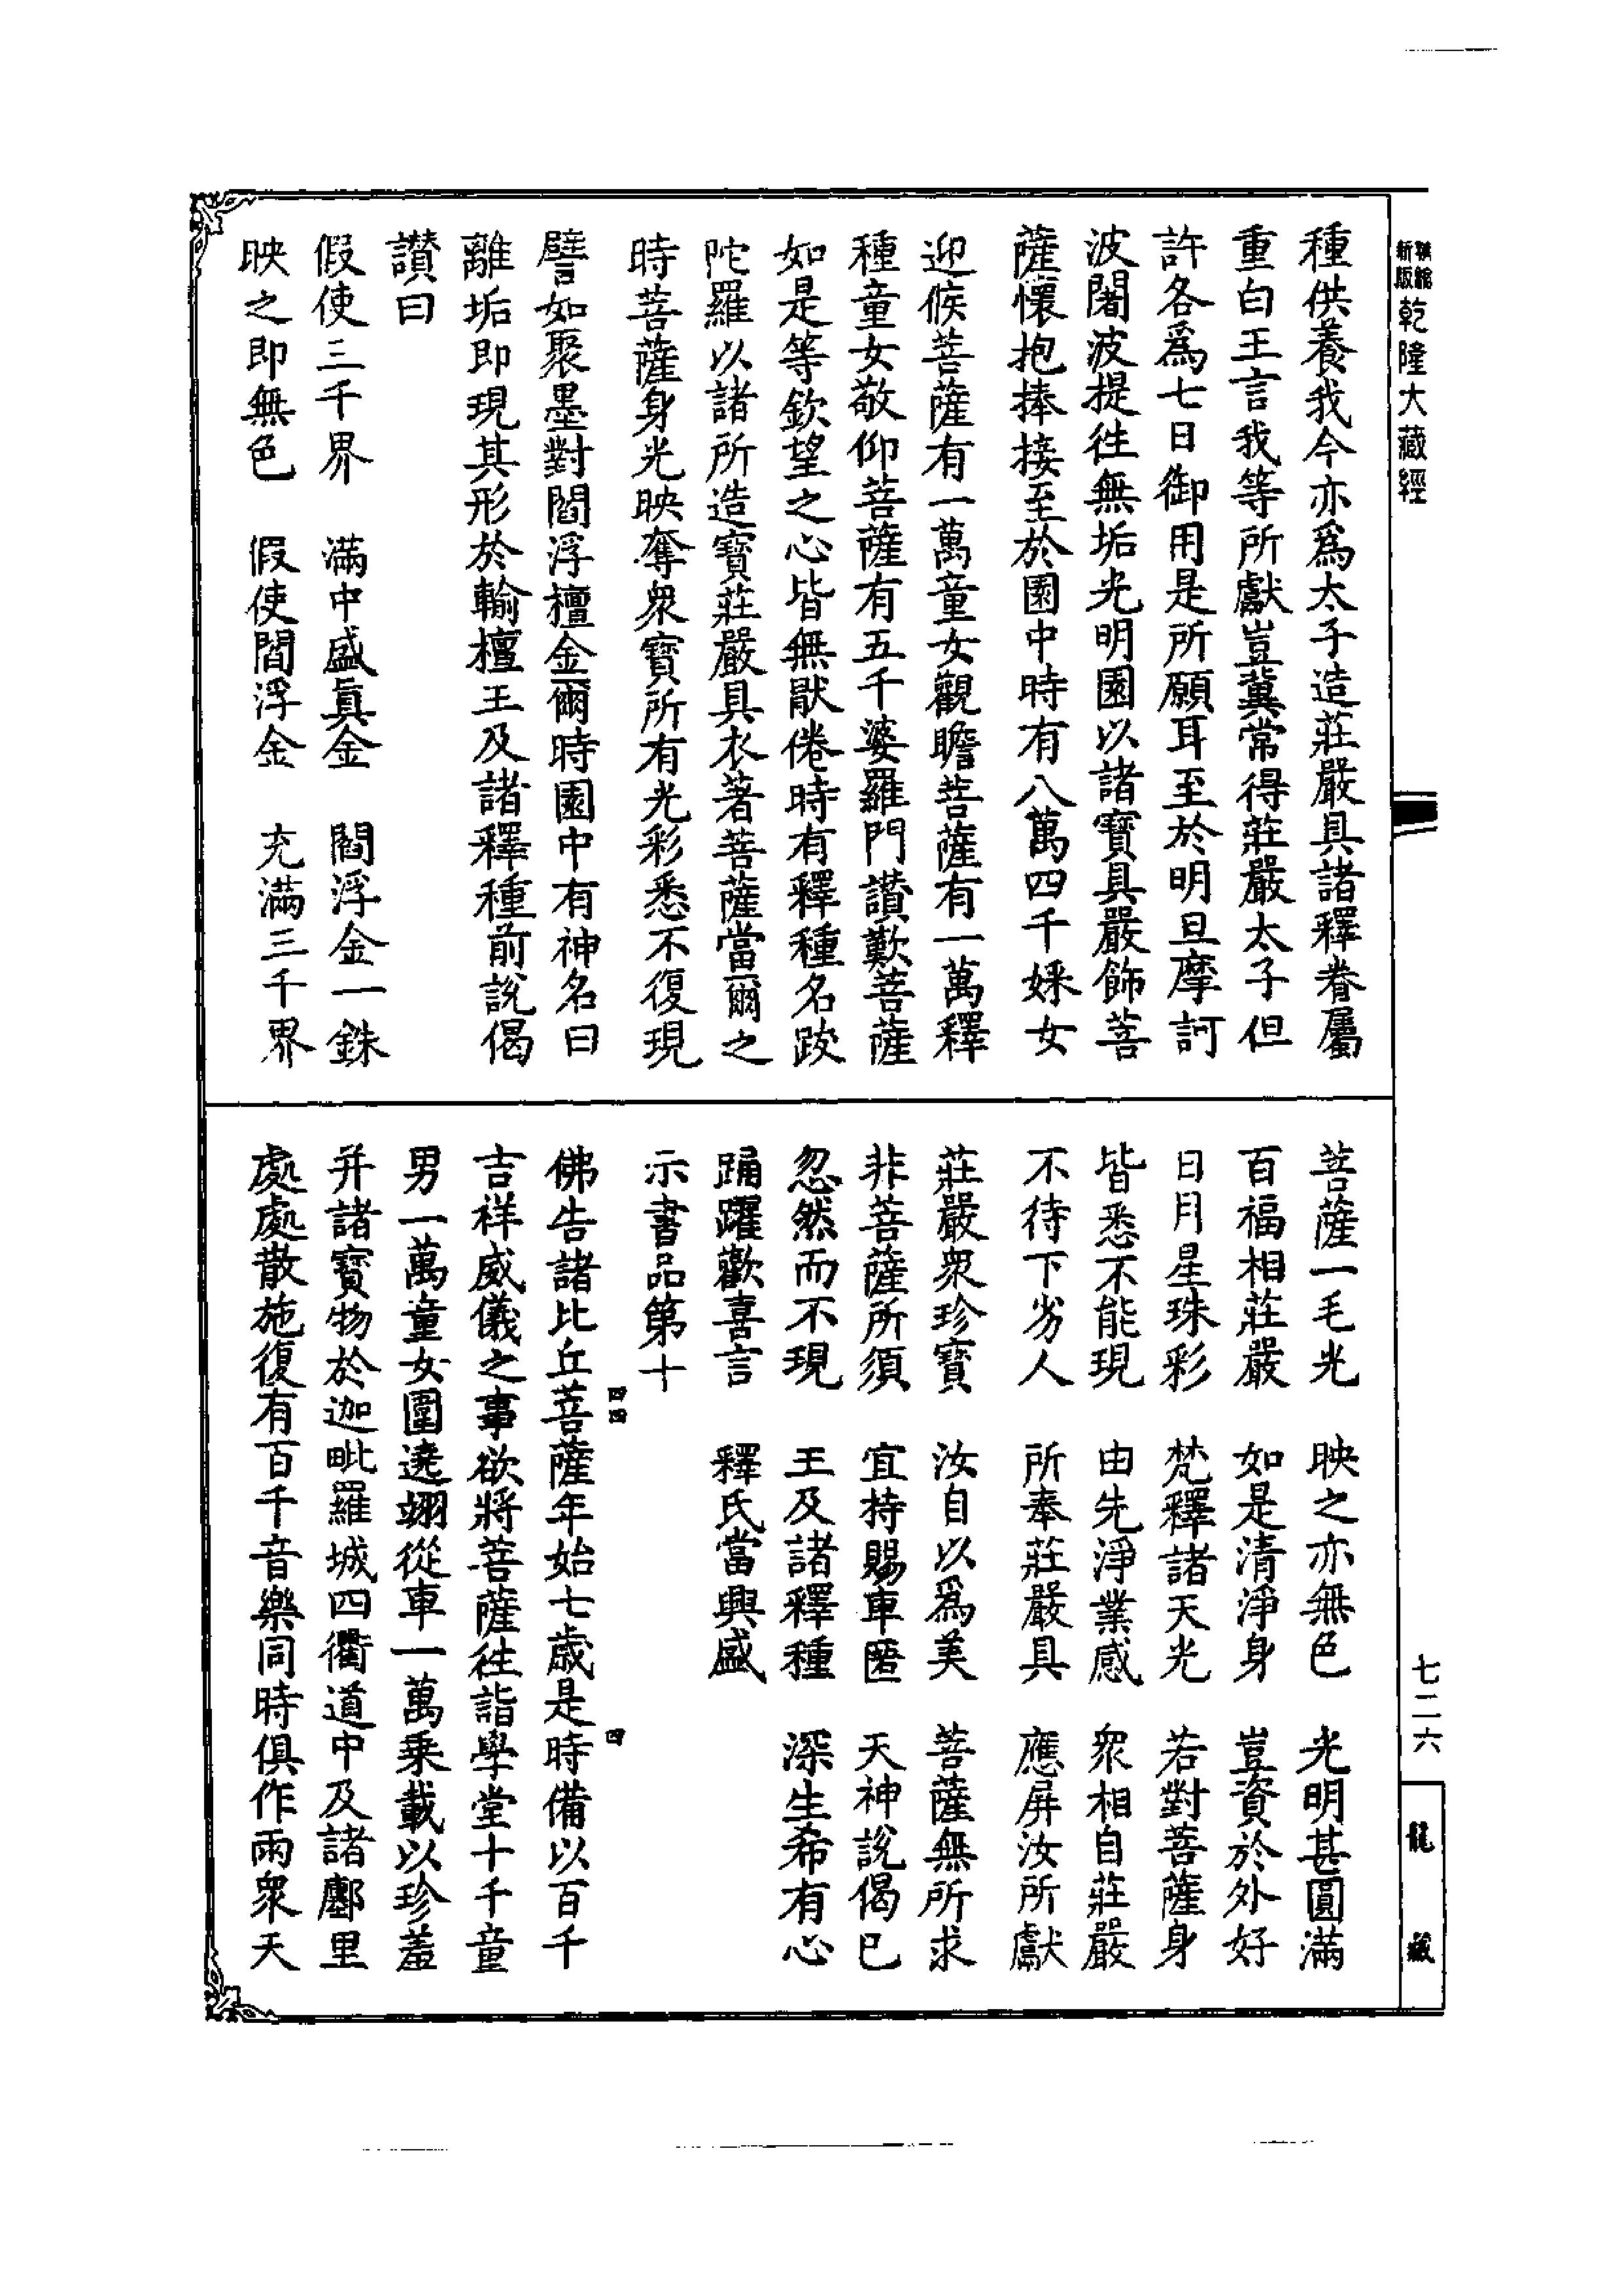 新版
乾隆大藏經
種供養我今亦爲太子造莊嚴具諸釋眷屬
重白王言我等所獻豈冀常得莊嚴太子但
許各爲七日御用是所願耳至於明旦摩訶
波闍波提往無垢光明園以諸寶具嚴飾菩
薩懷抱捧接至於園中時有八萬四千婇女
迎候菩薩有一萬童女觀瞻菩薩有一萬釋
種童女敬仰菩薩有五千婆羅門讚歎菩薩
如是等欽望之心皆無猒倦時有釋種名跋
陀羅以諸所造寶莊嚴具衣著菩薩當爾之
時菩薩身光映奪衆寶所有光彩悉不復現
譬如聚墨對閻浮檀金爾時園中有神名曰
離垢即現其形於輸檀王及諸釋種前說偈
讚曰
假使三千界　滿中盛眞金　閻浮金一銖
映之即無色　假使閻浮金　充滿三千界
菩薩一毛光　映之亦無色　光明甚圓滿
百福相莊嚴　如是清淨身　豈資於外好
日月星珠彩　梵釋諸天光　若對菩薩身
皆悉不能現　由先淨業感　衆相自莊嚴
不待下劣人　所奉莊嚴具　應屏汝所獻
莊嚴衆珍寶　汝自以爲美　菩薩無所求
非菩薩所須　宜持賜車匿　天神說偈已
忽然而不現　王及諸釋種　深生希有心
踊躍歡喜言　釋氏當興盛
示書品第十
佛告諸比丘菩薩年始七歲是時備以百千
吉祥威儀之事欲將菩薩往詣學堂十千童
男一萬童女圍遶翊從車一萬乘載以珍羞
并諸寶物於迦毗羅城四衢道中及諸鄽里
處處散施復有百千音樂同時俱作雨衆天
七二六
龍藏